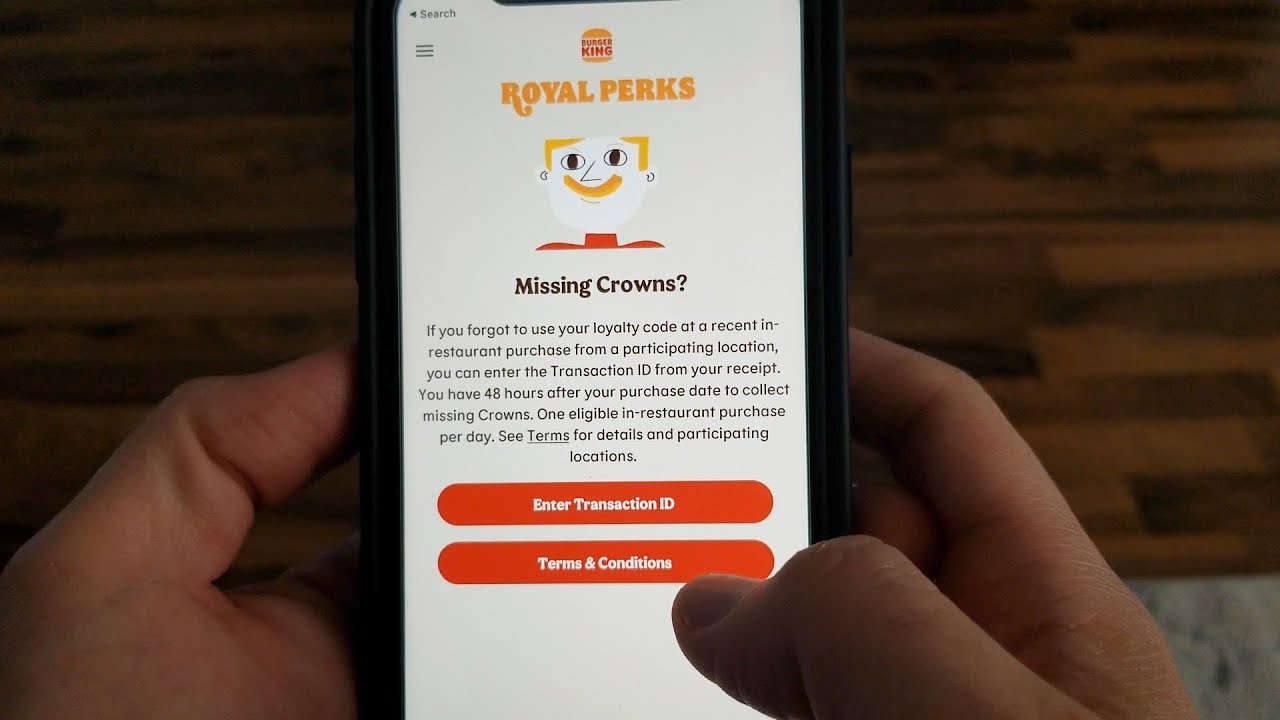 ◂ Search
BURGER
KING
ROYAL PERKS
Missing Crowns?
If you forgot to use your loyalty code at a recent in-
restaurant purchase from a participating location,
you can enter the Transaction ID from your receipt.
You have 48 hours after your purchase date to collect
missing Crowns. One eligible in-restaurant purchase
per day. See Terms for details and participating
locations.
Enter Transaction ID
Terms & Conditions